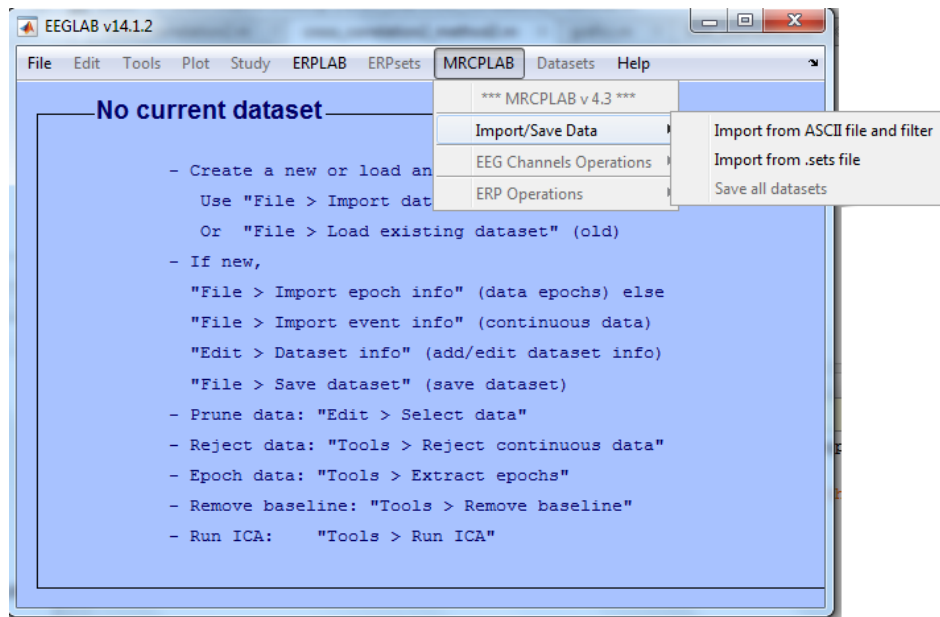 EEGLAB v14.1.2
File Edit Tools Plot Study ERPLAB ERPsets MRCPLAB Datasets Help
No current dataset
*** MRCPLAB v 4.3 ***
Import/Save Data
EEG Channels Operations
ERP Operations
Import from ASCII file and filter
Import from .sets file
Save all datasets
- Create a new or load an
Use "File > Import dat
Or "File > Load existing dataset" (old)
- If new,
"File > Import epoch info" (data epochs) else
"File > Import event info" (continuous data)
"Edit > Dataset info" (add/edit dataset info)
"File > Save dataset" (save dataset)
- Prune data: "Edit > Select data"
- Reject data: "Tools > Reject continuous data"
- Epoch data: "Tools > Extract epochs"
- Remove baseline: "Tools > Remove baseline"
- Run ICA: "Tools > Run ICA"